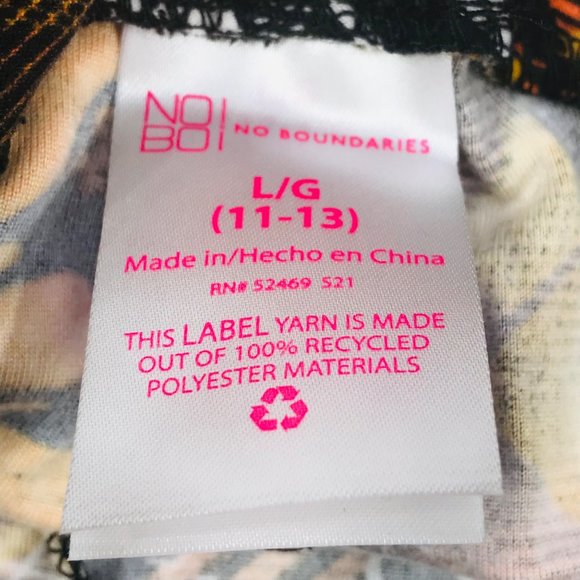 NO
BO
NO BOUNDARIES
L/G
(11-13)
Made in/Hecho en China
RN# 52469 S21
THIS LABEL YARN IS MADE
OUT OF 100% RECYCLED
POLYESTER MATERIALS